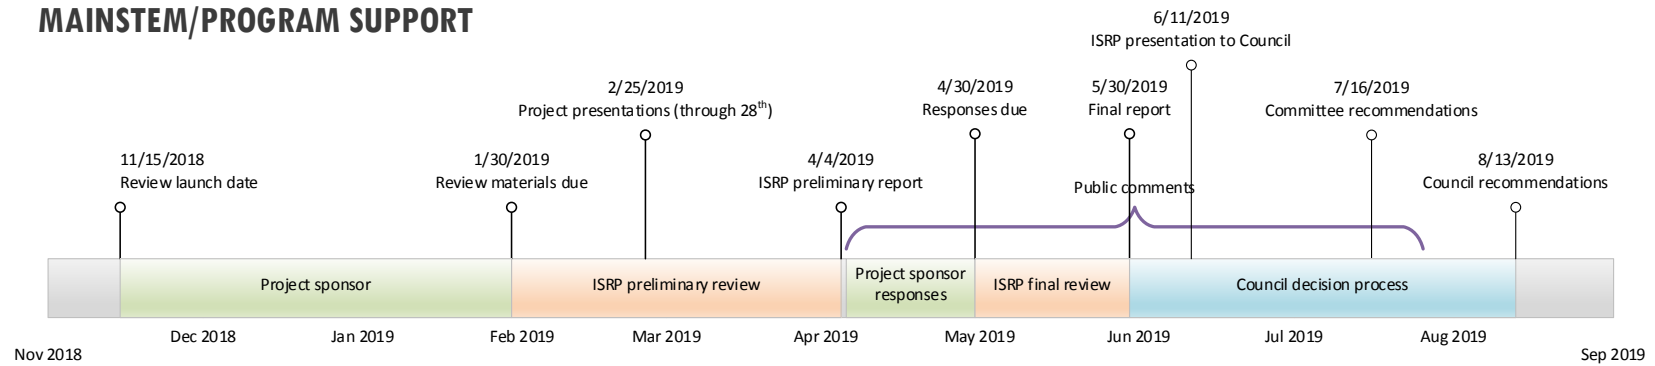 MAINSTEM/PROGRAM SUPPORT
6/11/2019
ISRP presentation to Council
2/25/2019
Project presentations (through 28th)
4/30/2019
Responses due
5/30/2019
Final report
7/16/2019
Committee recommendations
11/15/2018
Review launch date
1/30/2019
Review materials due
4/4/2019
ISRP preliminary report
Public comments
8/13/2019
Council recommendations
Project sponsor
ISRP preliminary review
Project sponsor
responses
ISRP final review
Council decision process
Nov 2018
Dec 2018
Jan 2019
Feb 2019
Mar 2019
Apr 2019
May 2019
Jun 2019
Jul 2019
Aug 2019
Sep 2019